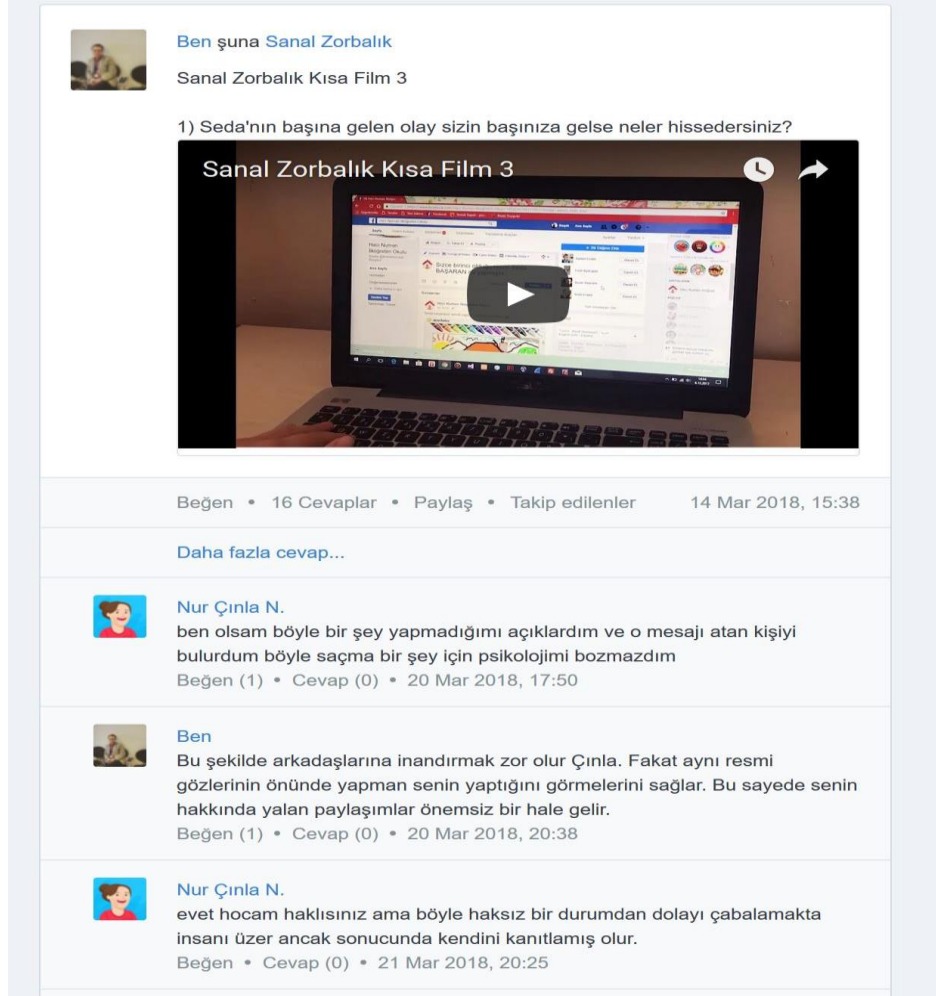 Ben şuna Sanal Zorbalık
Sanal Zorbalık Kısa Film 3
1) Seda'nın başına gelen olay sizin başınıza gelse neler hissedersiniz?
Sanal Zorbalık Kısa Film 3
Beğen • 16 Cevaplar • Paylaş • Takip edilenler 14 Mar 2018, 15:38
Daha fazla cevap...
Nur Çınla N.
ben olsam böyle bir şey yapmadığımı açıklardım ve o mesajı atan kişiyi
bulurdum böyle saçma bir şey için psikolojimi bozmazdım
Beğen (1) • Cevap (0) • 20 Mar 2018, 17:50
Ben
Bu şekilde arkadaşlarına inandırmak zor olur Çınla. Fakat aynı resmi
gözlerinin önünde yapman senin yaptığını görmelerini sağlar. Bu sayede senin
hakkında yalan paylaşımlar önemsiz bir hale gelir.
Beğen (1) • Cevap (0) • 20 Mar 2018, 20:38
Nur Çınla N.
evet hocam haklısınız ama böyle haksız bir durumdan dolayı çabalamakta
insanı üzer ancak sonucunda kendini kanıtlamış olur.
Beğen • Cevap (0) • 21 Mar 2018, 20:25